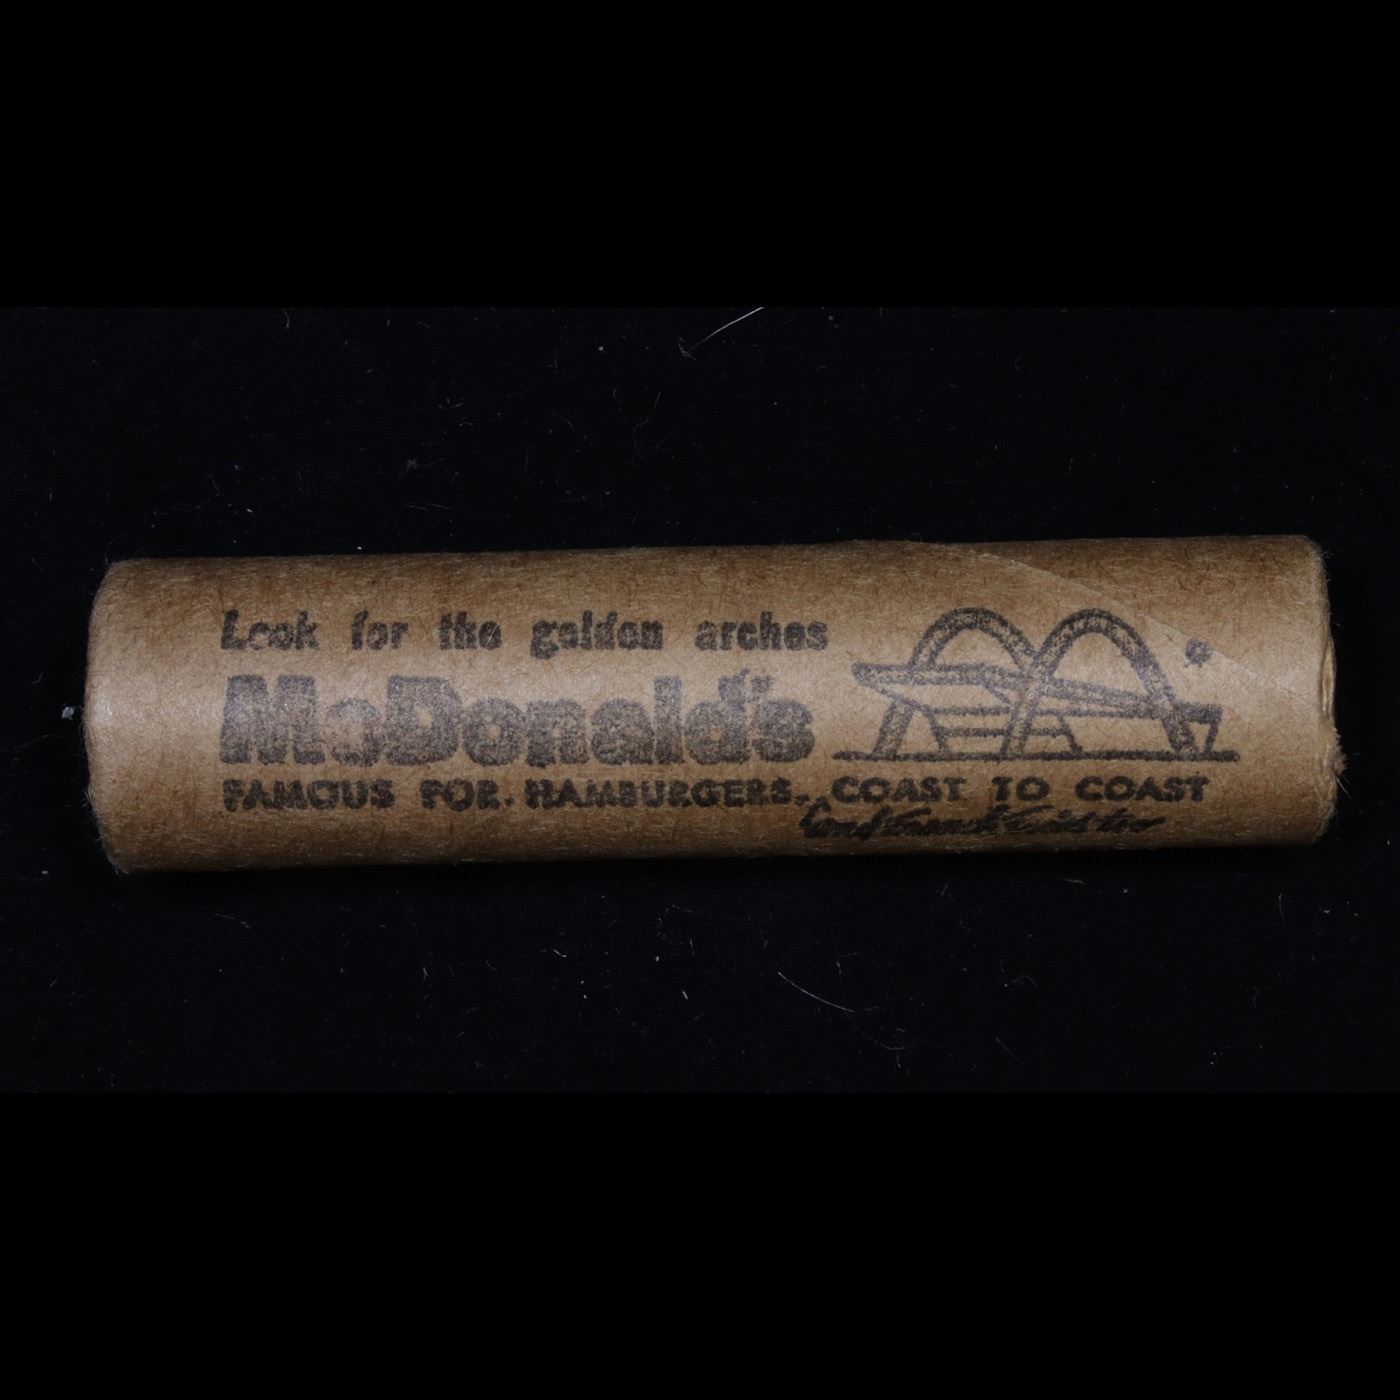 Look for the golden arches
McDonald's
FAMOUS FOR HAMBURGERS - COAST TO COAST